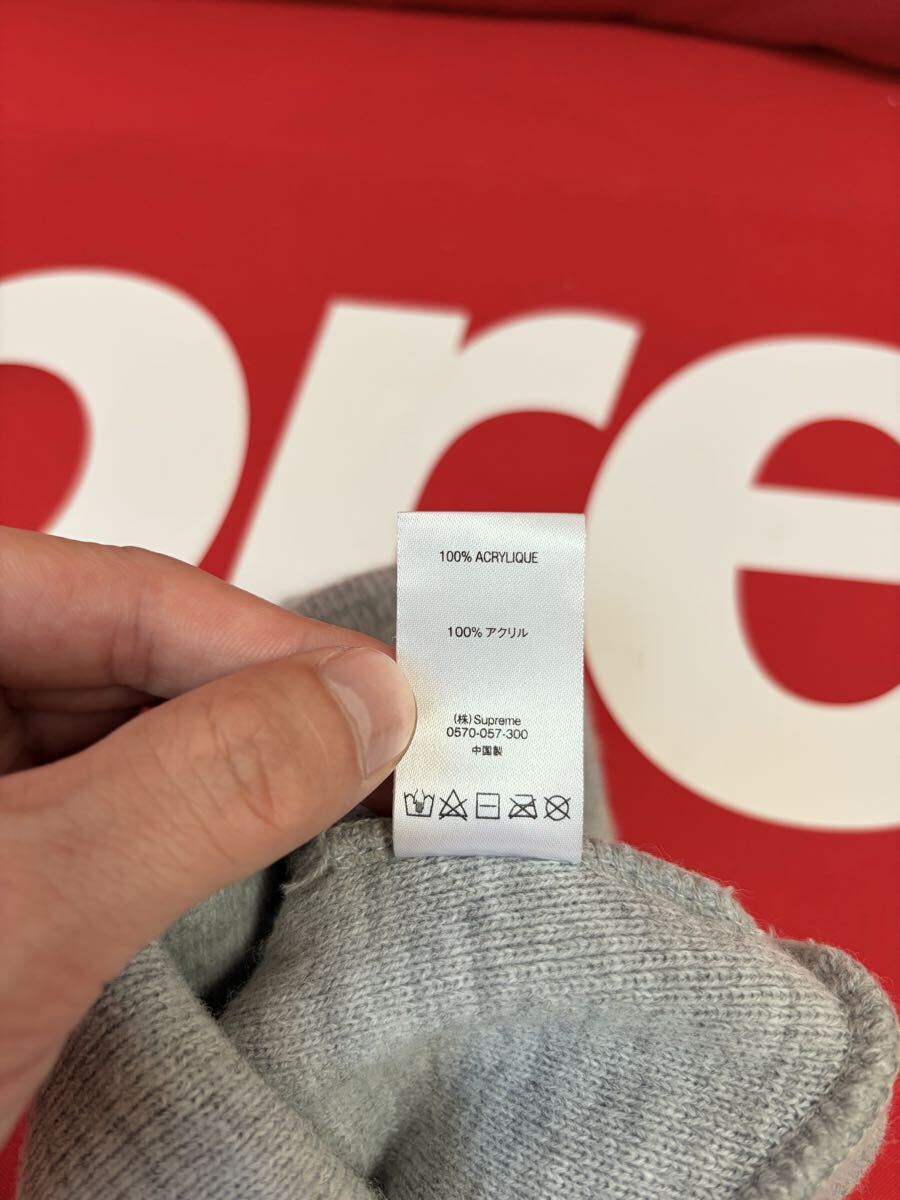 pre
100% ACRYLIQUE
100% アクリル
(株) Supreme
0570-057-300
中国製